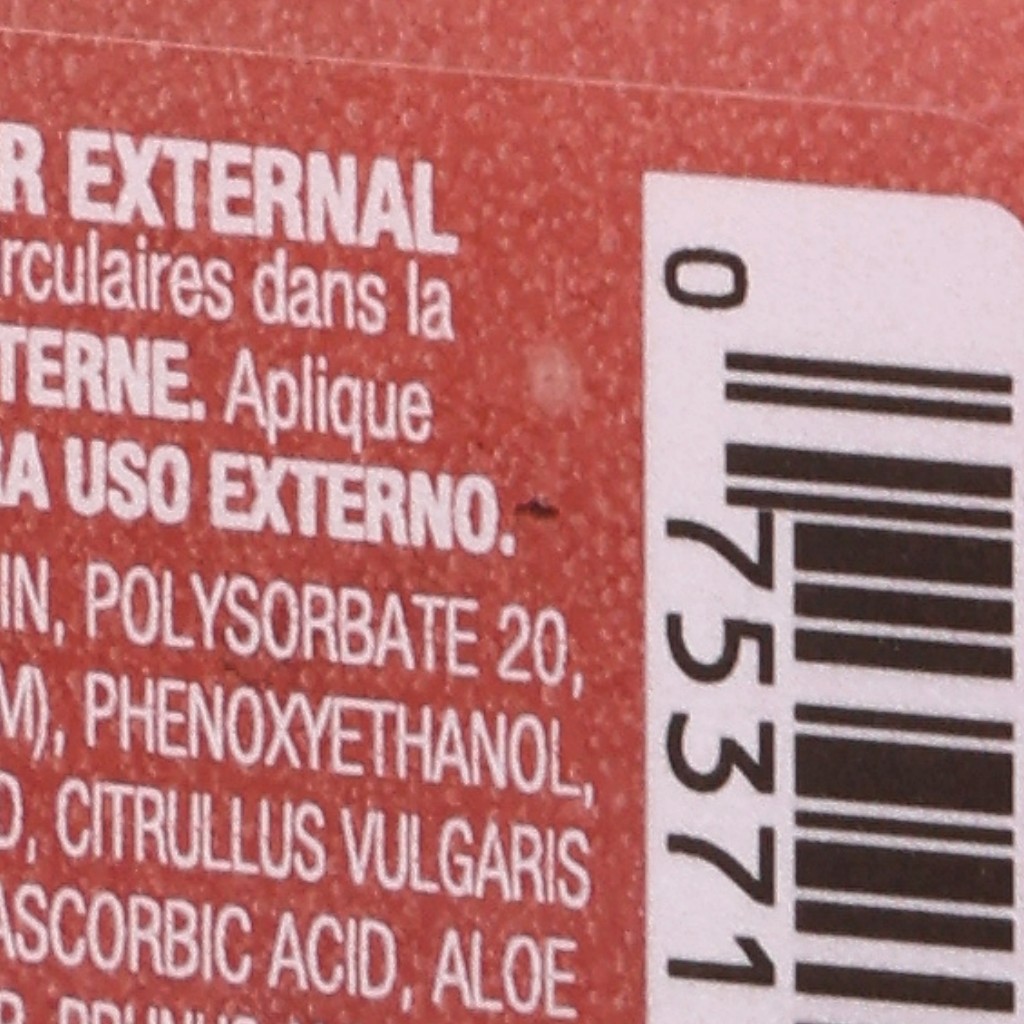 R EXTERNAL
rculaires dans la
TERNE. Aplique
RA USO EXTERNO.
IN, POLYSORBATE 20,
M), PHENOXYETHANOL,
D, CITRULLUS VULGARIS
ASCORBIC ACID, ALOE
0 75371